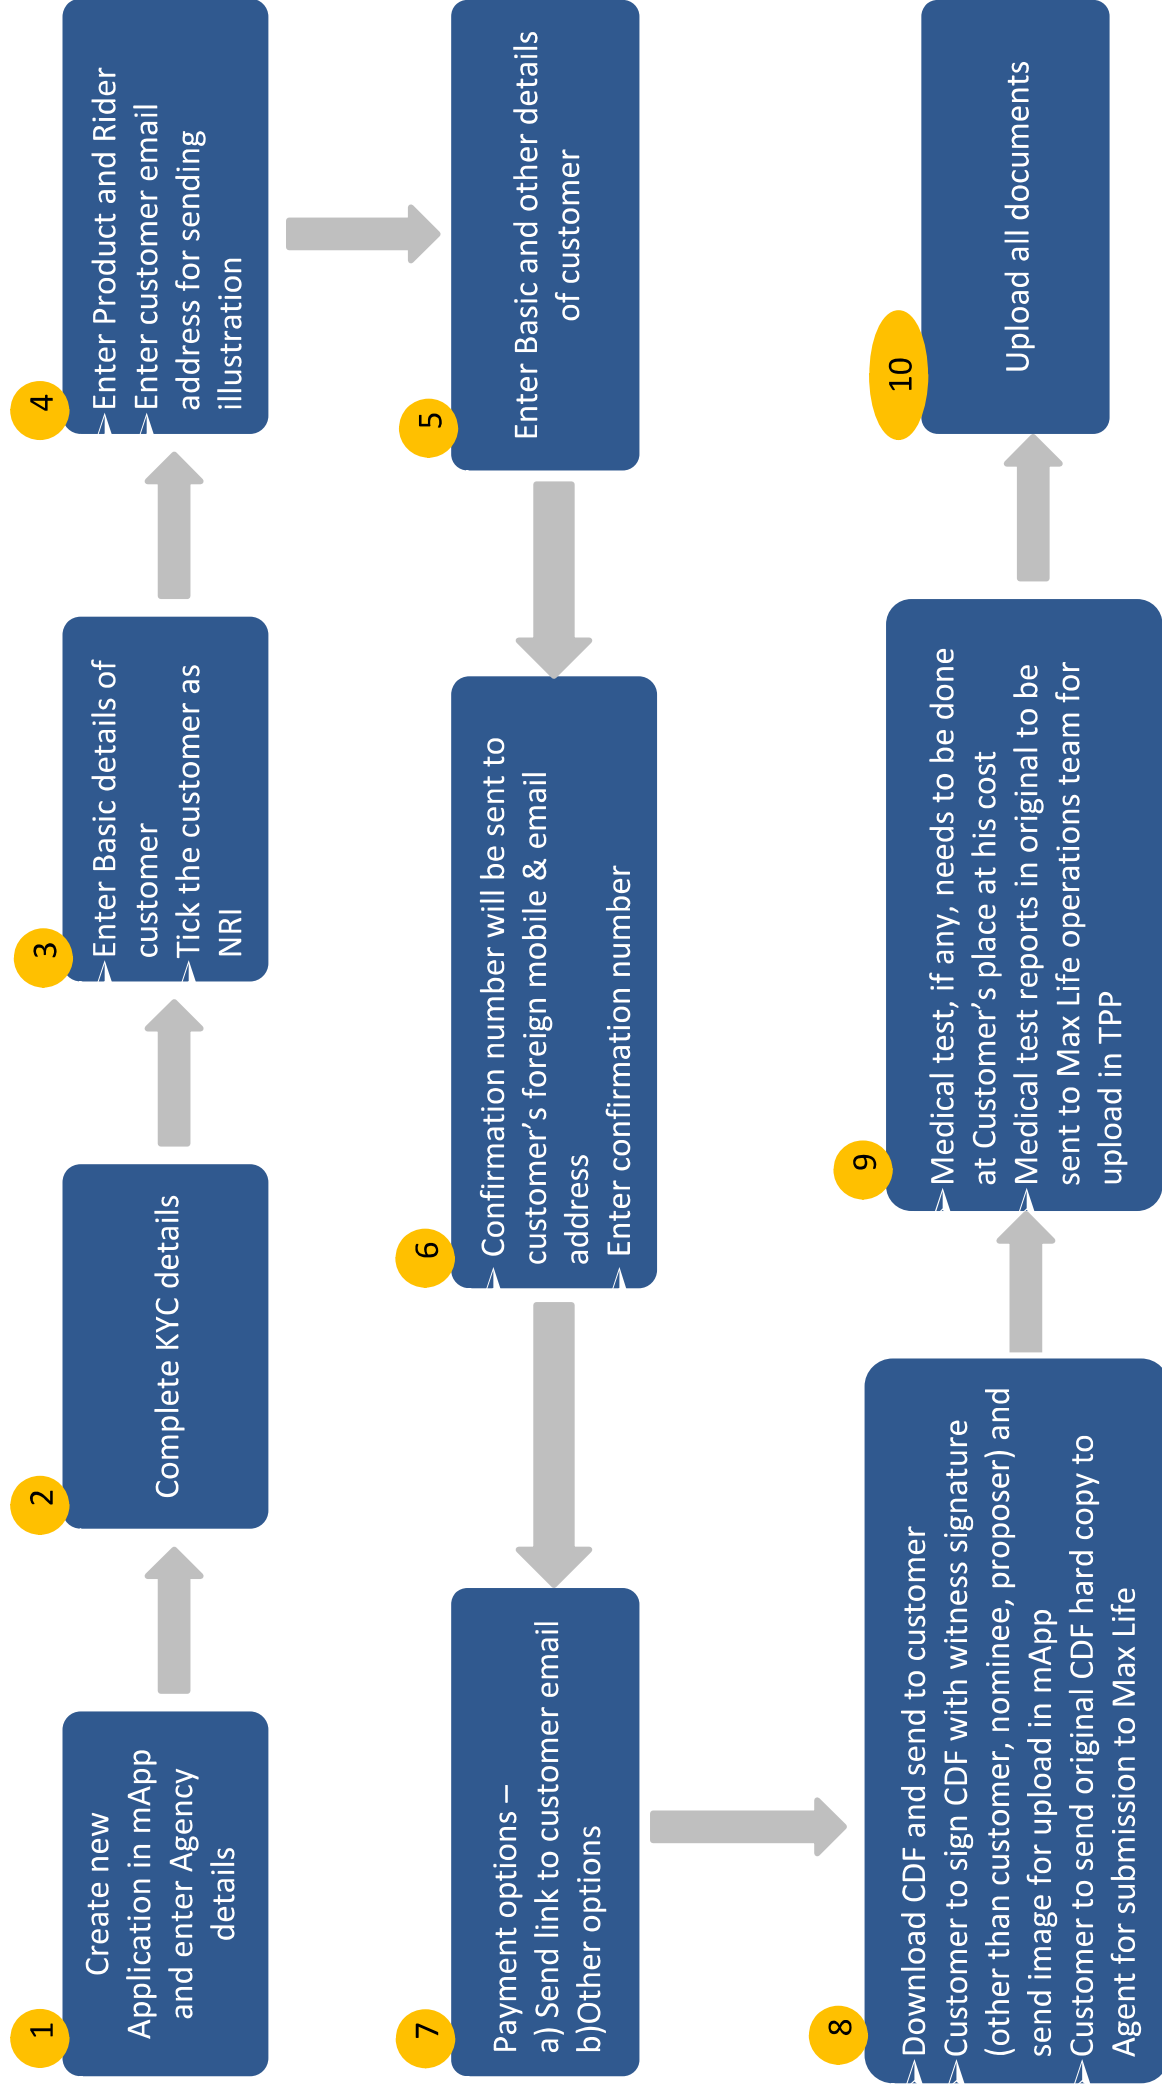 1
Create new
Application in mApp
and enter Agency
details
2
Complete KYC details
3
Enter Basic details of
customer
Tick the customer as
NRI
4
Enter Product and Rider
Enter customer email
address for sending
illustration
5
Enter Basic and other details
of customer
6
Confirmation number will be sent to
customer’s foreign mobile & email
address
Enter confirmation number
7
Payment options –
a) Send link to customer email
b)Other options
8
Download CDF and send to customer
Customer to sign CDF with witness signature
(other than customer, nominee, proposer) and
send image for upload in mApp
Customer to send original CDF hard copy to
Agent for submission to Max Life
9
Medical test, if any, needs to be done
at Customer’s place at his cost
Medical test reports in original to be
sent to Max Life operations team for
upload in TPP
10
Upload all documents